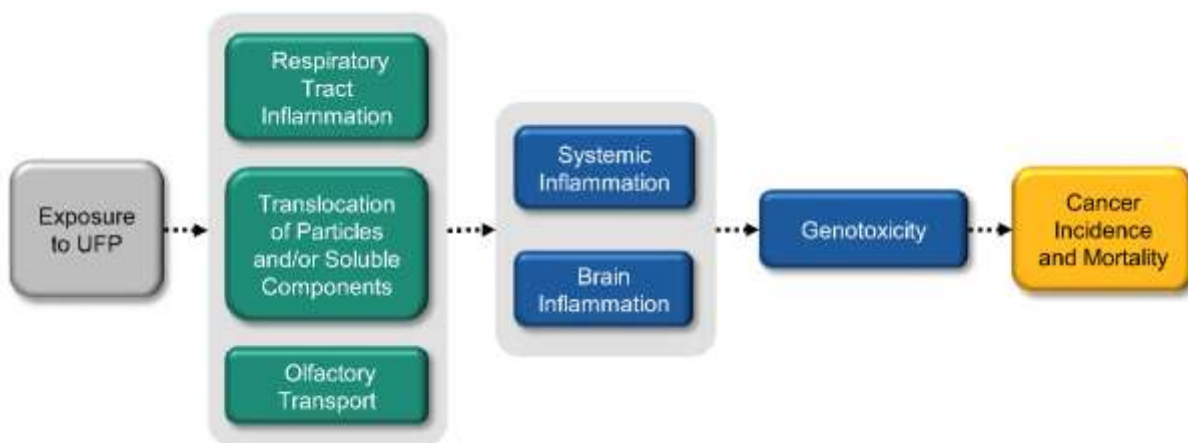 Exposure
to UFP
Respiratory
Tract
Inflammation
Translocation
of Particles
and/or Soluble
Components
Olfactory
Transport
Systemic
Inflammation
Brain
Inflammation
Genotoxicity
Cancer
Incidence
and Mortality